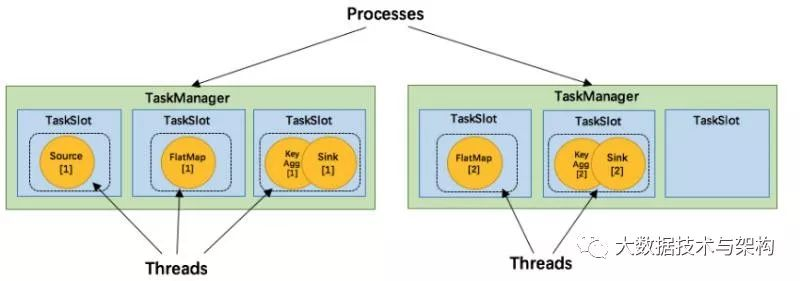 Processes
TaskManager
TaskSlot
Source
[1]
TaskSlot
FlatMap
[1]
TaskSlot
Key
Agg
[1]
Sink
[1]
Threads
TaskManager
TaskSlot
FlatMap
[2]
TaskSlot
Key
Agg
[2]
Sink
[2]
TaskSlot
Threads
大数据技术与架构